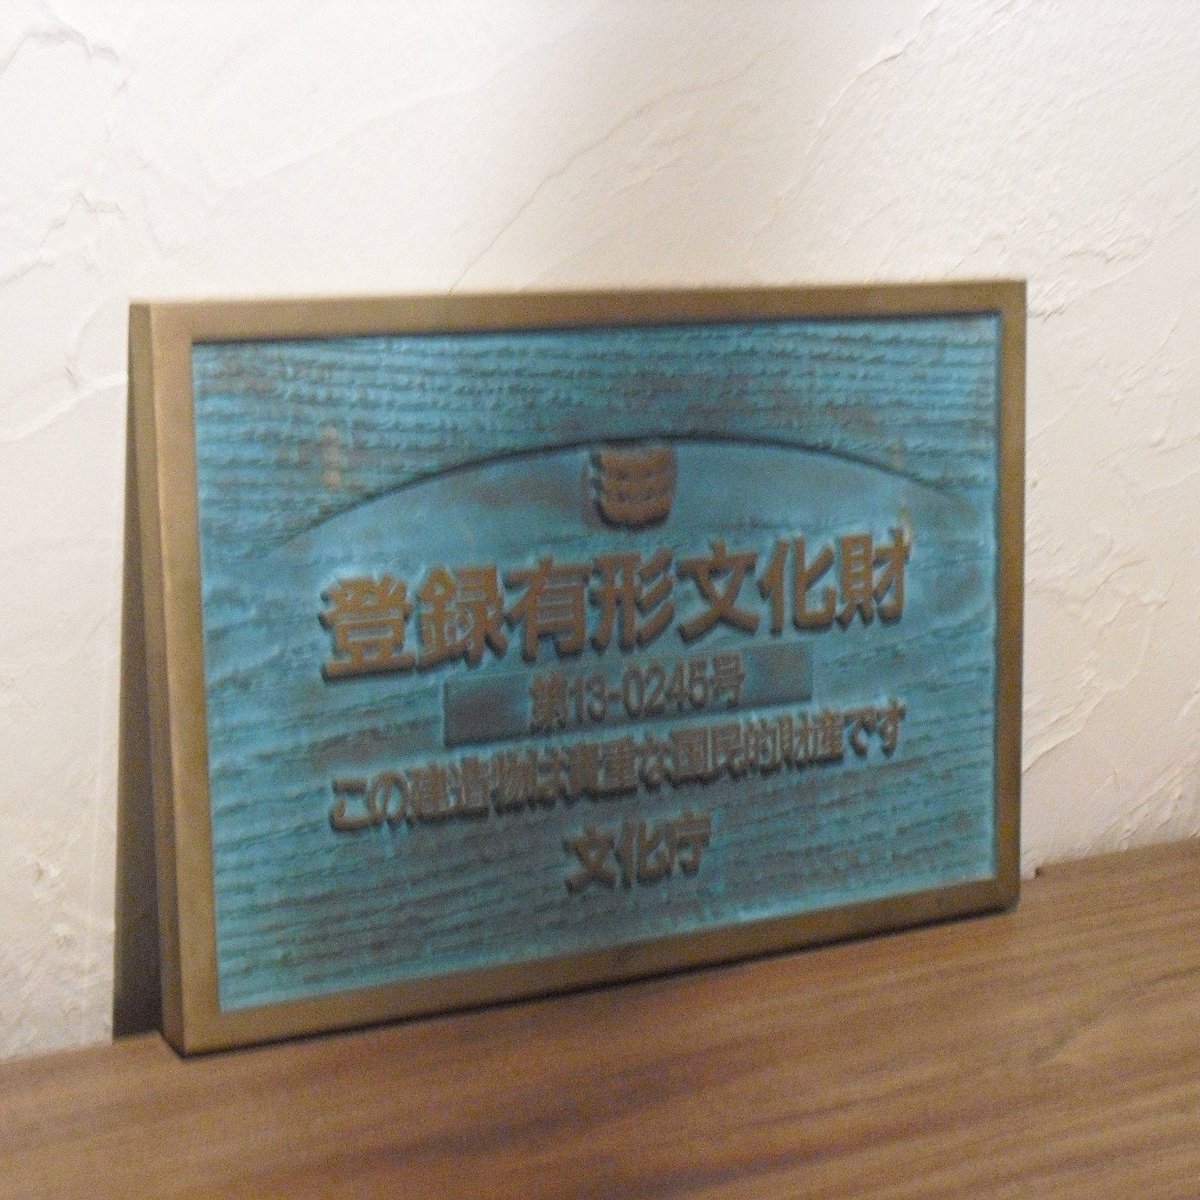 登録有形文化財
第13-0245号
この建造物は貴重な国民的財産です
文化庁